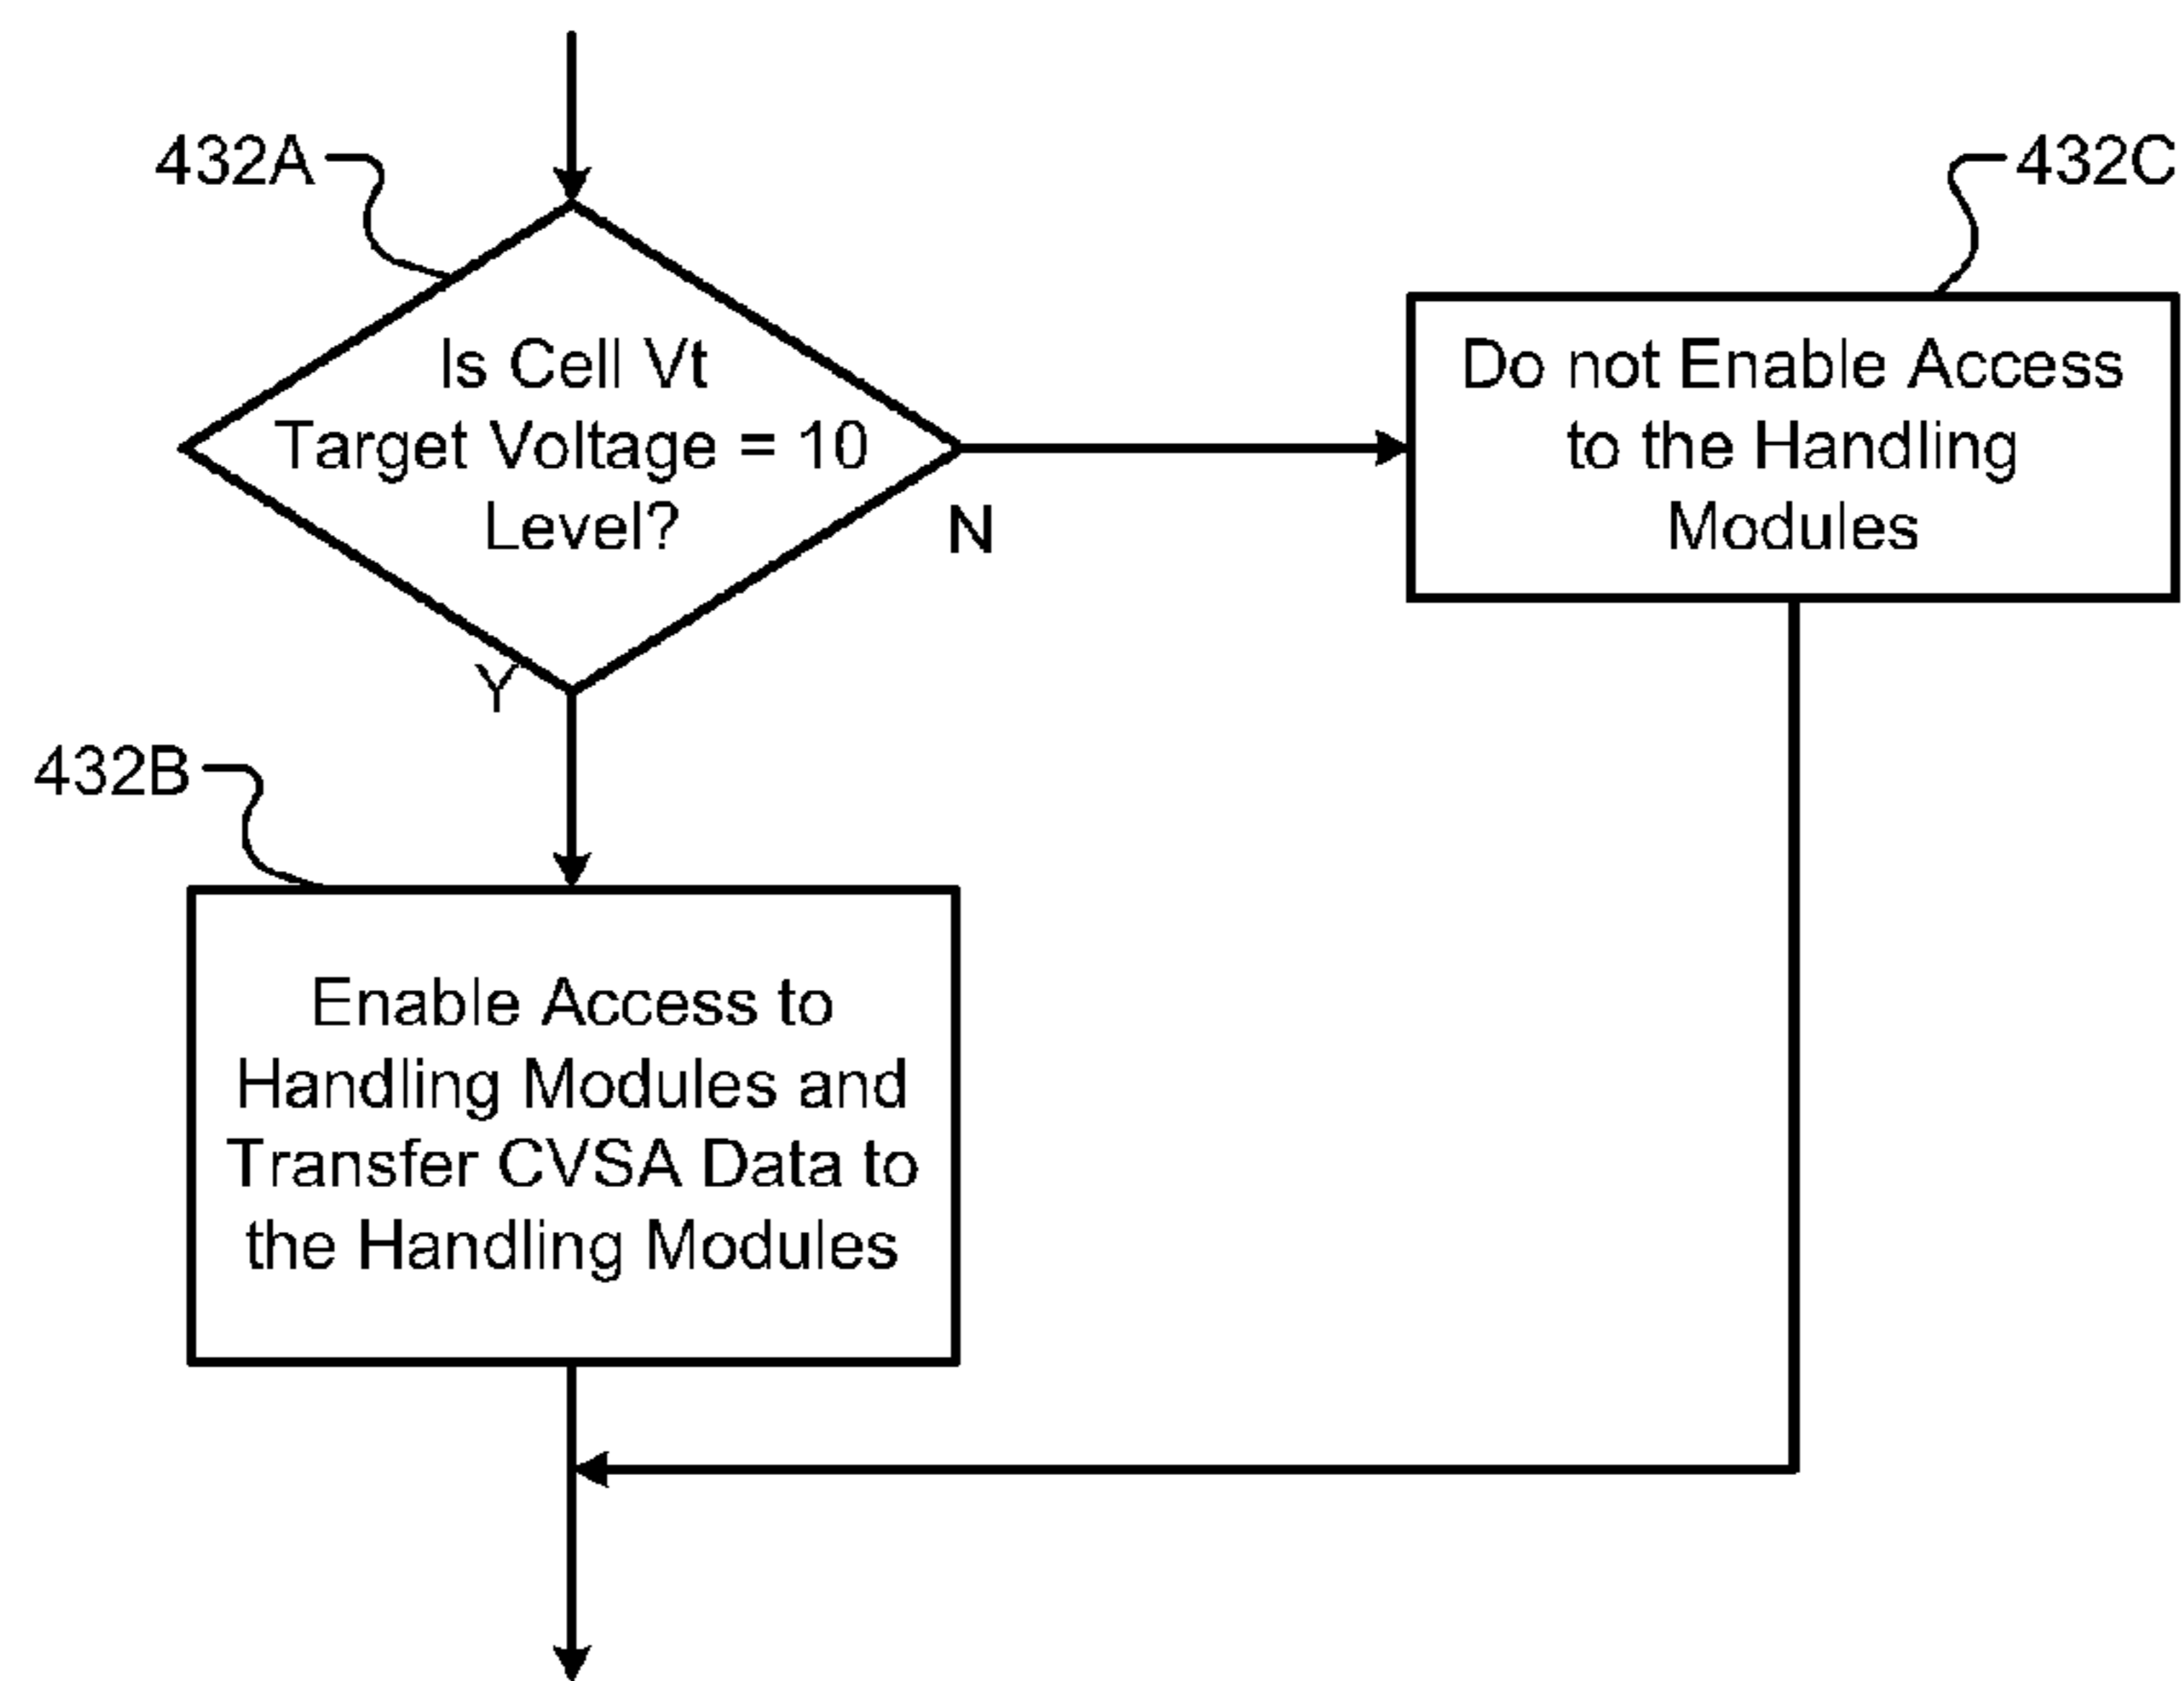 432A
432C
Is Cell Vt
Target Voltage = 10
Level?
N
Y
Do not Enable Access
to the Handling
Modules
432B
Enable Access to
Handling Modules and
Transfer CVSA Data to
the Handling Modules